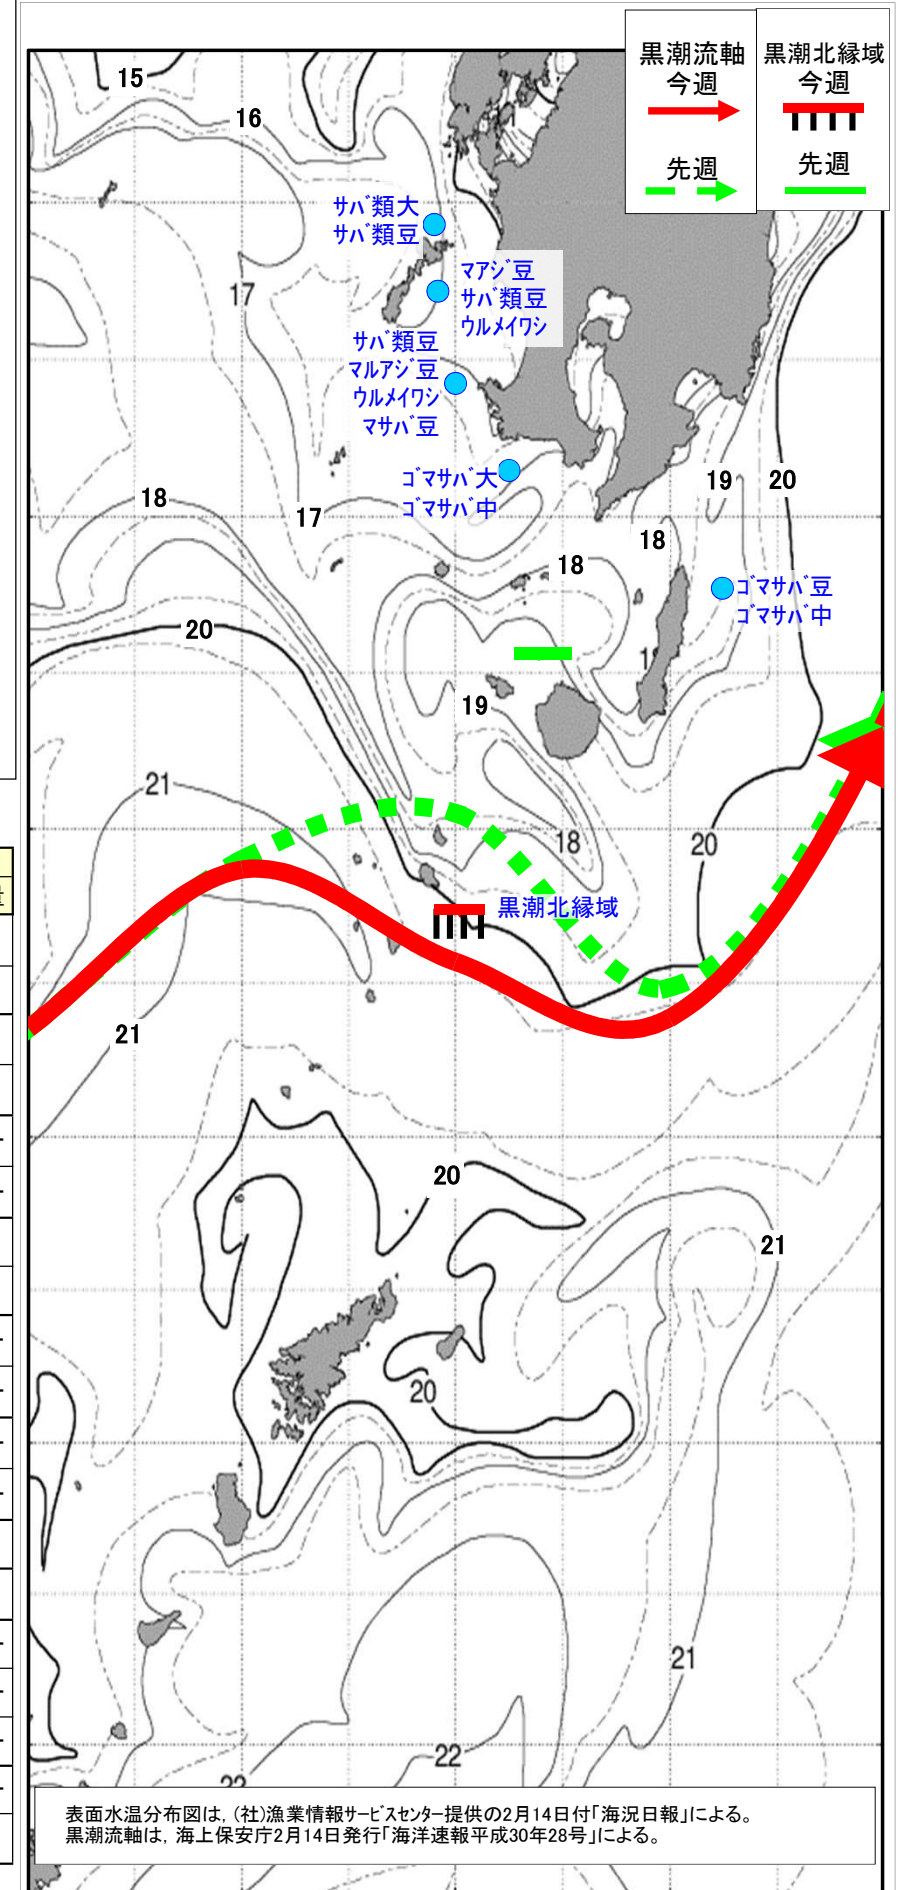 黒潮流軸
今週
先週
黒潮北縁域
今週
先週
15
16
サバ類大
サバ類豆
マアジ豆
サバ類豆
ウルメイワシ
17
サバ類豆
マルアジ豆
ウルメイワシ
マサバ豆
ゴマサバ大
ゴマサバ中
19
20
18
17
18
18
ゴマサバ豆
ゴマサバ中
20
19
21
18
20
黒潮北縁域
21
20
21
20
21
22
22
表面水温分布図は，(社)漁業情報サービスセンター提供の2月14日付「海況日報」による。
黒潮流軸は，海上保安庁2月14日発行「海洋速報平成30年28号」による。